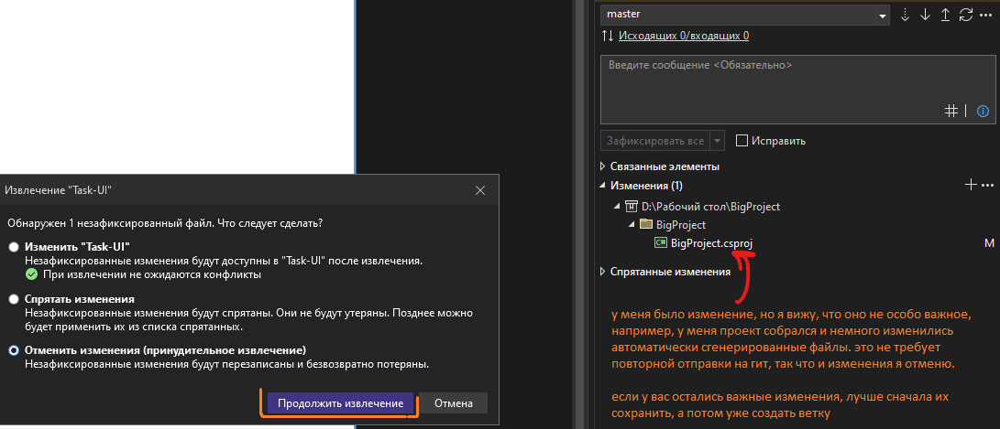 master
Исходящих 0/входящих 0
Введите сообщение <Обязательно>
Зафиксировать все
Исправить
Связанные элементы
Изменения (1)
D:\Рабочий стол\BigProject
BigProject
C# BigProject.csproj M
Спрятанные изменения
у меня было изменение, но я вижу, что оно не особо важное,
например, у меня проект собрался и немного изменились
автоматически сгенерированные файлы. это не требует
повторной отправки на гит, так что и изменения я отменю.
если у вас остались важные изменения, лучше сначала их
сохранить, а потом уже создать ветку
Извлечение "Task-UI"
Обнаружен 1 незафиксированный файл. Что следует сделать?
Изменить "Task-UI"
Незафиксированные изменения будут доступны в "Task-UI" после извлечения.
При извлечении не ожидаются конфликты
Спрятать изменения
Незафиксированные изменения будут спрятаны. Они не будут утеряны. Позднее можно
будет применить их из списка спрятанных.
Отменить изменения (принудительное извлечение)
Незафиксированные изменения будут перезаписаны и безвозвратно потеряны.
Продолжить извлечение
Отмена